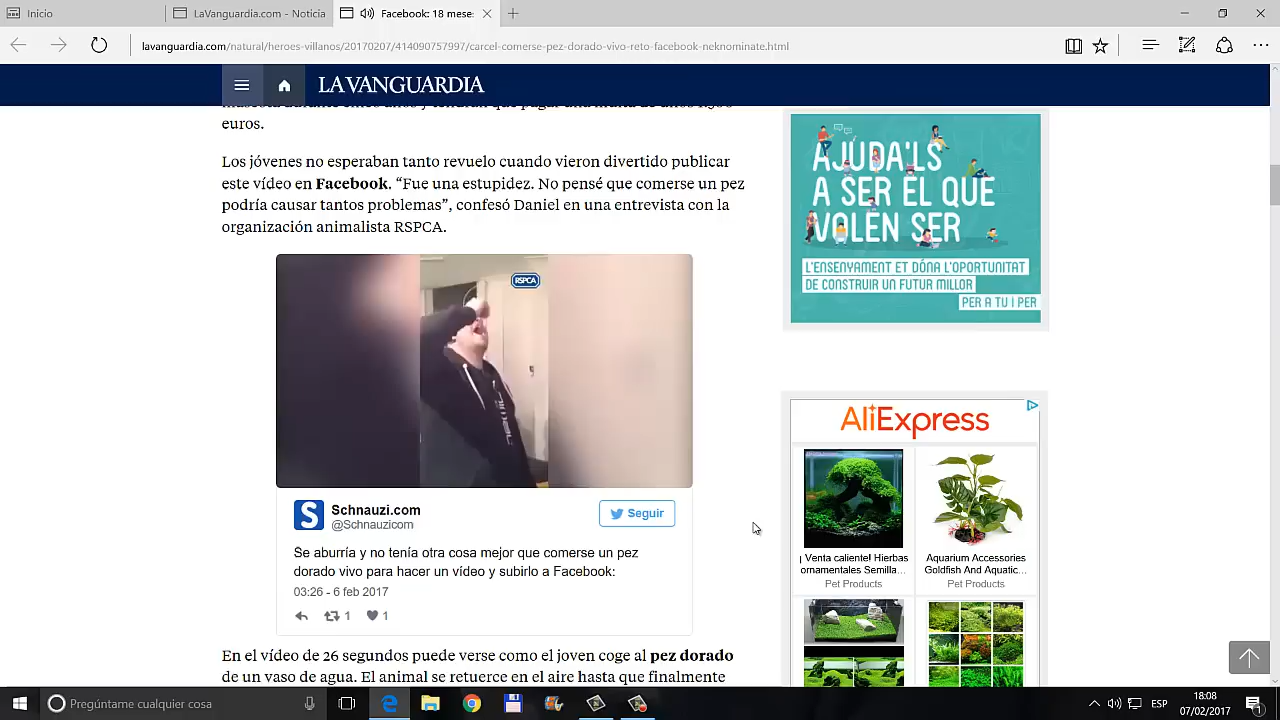 Inicio
LaVanguardia.com - Noticia
Facebook: 18 mese:
lavanguardia.com/natural/heroes-villanos/20170207/414090757997/carcel-comerse-pez-dorado-vivo-reto-facebook-neknominate.html
LA VANGUARDIA
euros.
Los jóvenes no esperaban tanto revuelo cuando vieron divertido publicar
este vídeo en Facebook. “Fue una estupidez. No pensé que comerse un pez
podría causar tantos problemas”, confesó Daniel en una entrevista con la
organización animalista RSPCA.
RSPCA
S
Schnauzi.com
@Schnauzicom
Seguir
Se aburría y no tenía otra cosa mejor que comerse un pez
dorado vivo para hacer un vídeo y subirlo a Facebook:
03:26 - 6 feb 2017
1
1
En el vídeo de 26 segundos puede verse como el joven coge al pez dorado
de un vaso de agua. El animal se retuerce en el aire hasta que finalmente
AJUDA'LS
A SER EL QUE
VOLEN SER
L'ENSENYAMENT ET DÓNA L'OPORTUNITAT
DE CONSTRUIR UN FUTUR MILLOR
PER A TU I PER
AliExpress
¡ Venta caliente! Hierbas
ornamentales Semilla...
Pet Products
Aquarium Accessories
Goldfish And Aquatic...
Pet Products
Pregúntame cualquier cosa
ESP
18:08
07/02/2017
1